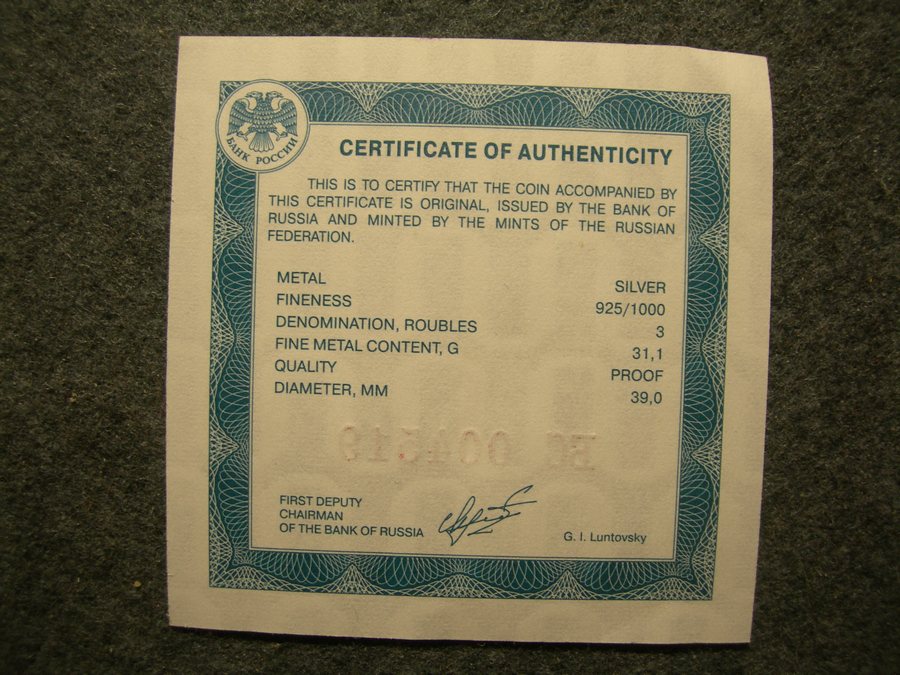 БАНК РОССИИ
CERTIFICATE OF AUTHENTICITY
THIS IS TO CERTIFY THAT THE COIN ACCOMPANIED BY
THIS CERTIFICATE IS ORIGINAL, ISSUED BY THE BANK OF
RUSSIA AND MINTED BY THE MINTS OF THE RUSSIAN
FEDERATION.
METAL SILVER
FINENESS 925/1000
DENOMINATION, ROUBLES 3
FINE METAL CONTENT, G 31,1
QUALITY PROOF
DIAMETER, MM 39,0
FIRST DEPUTY
CHAIRMAN
OF THE BANK OF RUSSIA
G. I. Luntovsky